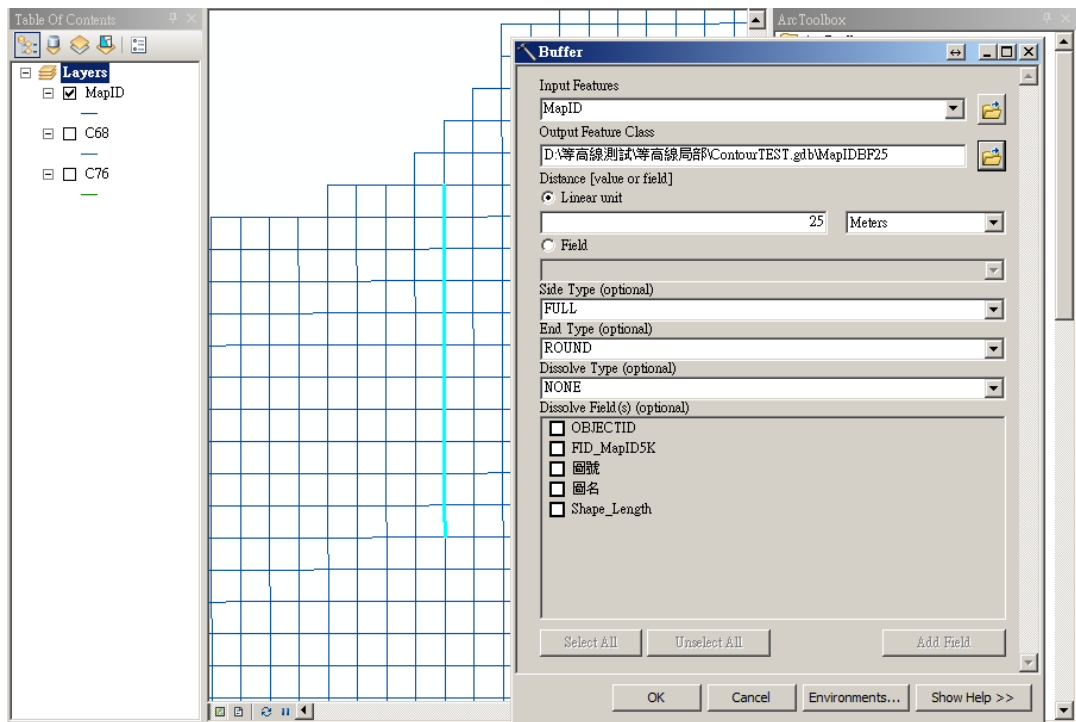 Table Of Contents
Layers
MapID
C68
C76
ArcToolbox
Buffer
Input Features
MapID
Output Feature Class
D:\等高線測試\等高線局部\ContourTEST.gdb\MapIDBF25
Distance [value or field]
Linear unit
25 Meters
Field
Side Type (optional)
FULL
End Type (optional)
ROUND
Dissolve Type (optional)
NONE
Dissolve Field(s) (optional)
OBJECTID
FID_MapID5K
圖號
圖名
Shape_Length
Select All Unselect All Add Field
OK Cancel Environments... Show Help >>